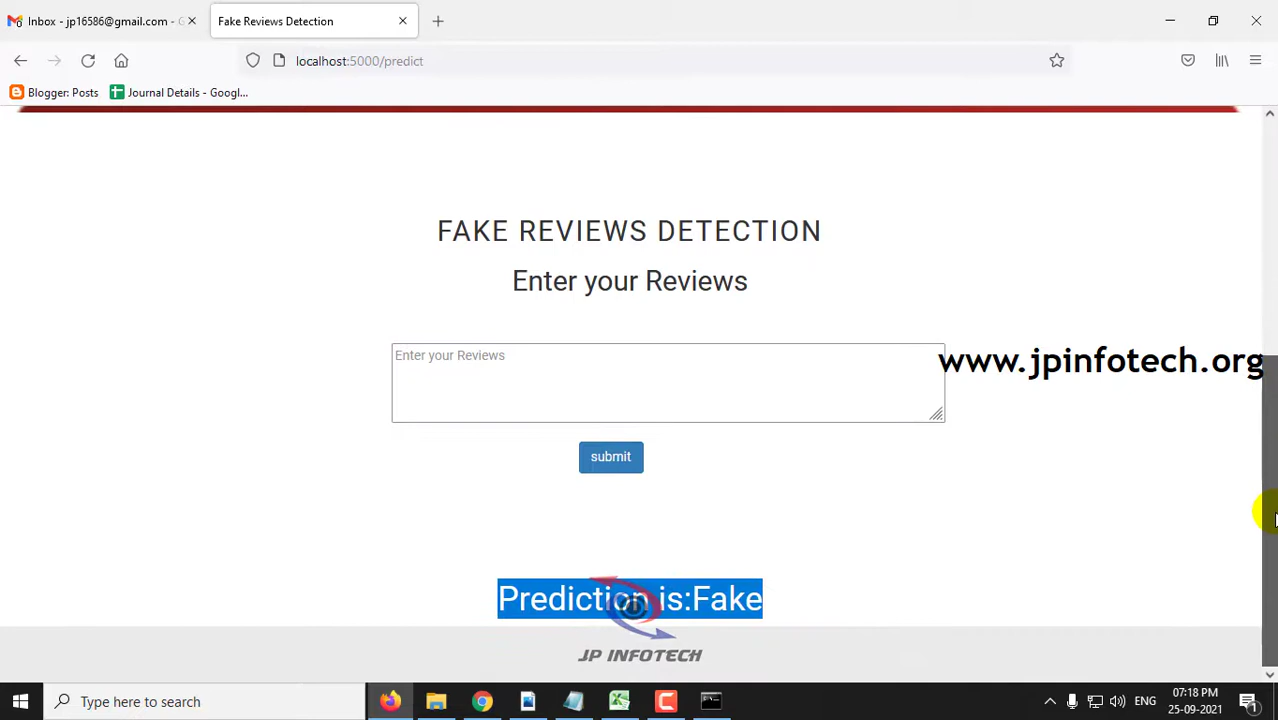 Inbox - jp16586@gmail.com - G
Fake Reviews Detection
localhost:5000/predict
Blogger: Posts
Journal Details - Googl...
FAKE REVIEWS DETECTION
Enter your Reviews
Enter your Reviews
www.jpinfotech.org
submit
Prediction is:Fake
JP INFOTECH
Type here to search
ENG
07:18 PM
25-09-2021
1